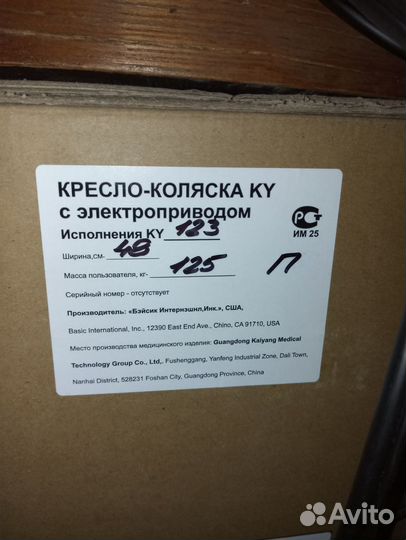 КРЕСЛО-КОЛЯСКА KY
с электроприводом
Исполнения KY 123
РСТ
ИМ 25
Ширина,см- 48
Масса пользователя, кг- 125 П
Серийный номер - отсутствует
Производитель: «Бэйсик Интернэшнл,Инк.», США,
Basic International, Inc., 12390 East End Ave., Chino, CA 91710, USA
Место производства медицинского изделия: Guangdong Kaiyang Medical
Technology Group Co., Ltd,. Fushenggang, Yanfeng Industrial Zone, Dali Town,
Nanhai District, 528231 Foshan City, Guangdong Province, China
Avito